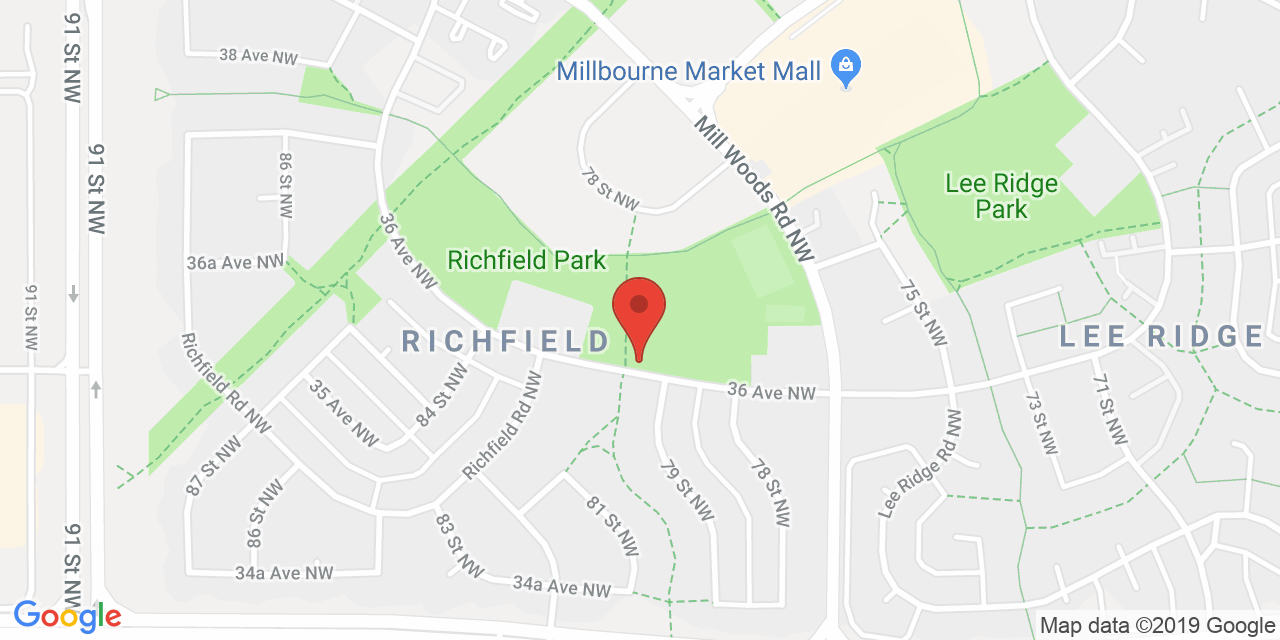 91 St NW
38 Ave NW
Millbourne Market Mall
Mill Woods Rd NW
91 St NW
86 St NW
78 St NW
Lee Ridge
Park
36 Ave NW
36a Ave NW
Richfield Park
91 St NW
75 St NW
RICHFIELD
LEE RIDGE
Richfield Rd NW
35 Ave NW
84 St NW
36 Ave NW
71 St NW
73 St NW
87 St NW
Richfield Rd NW
Lee Ridge Rd NW
79 St NW
78 St NW
86 St NW
83 St NW
81 St NW
91 St NW
34a Ave NW
34a Ave NW
Google
Map data ©2019 Google